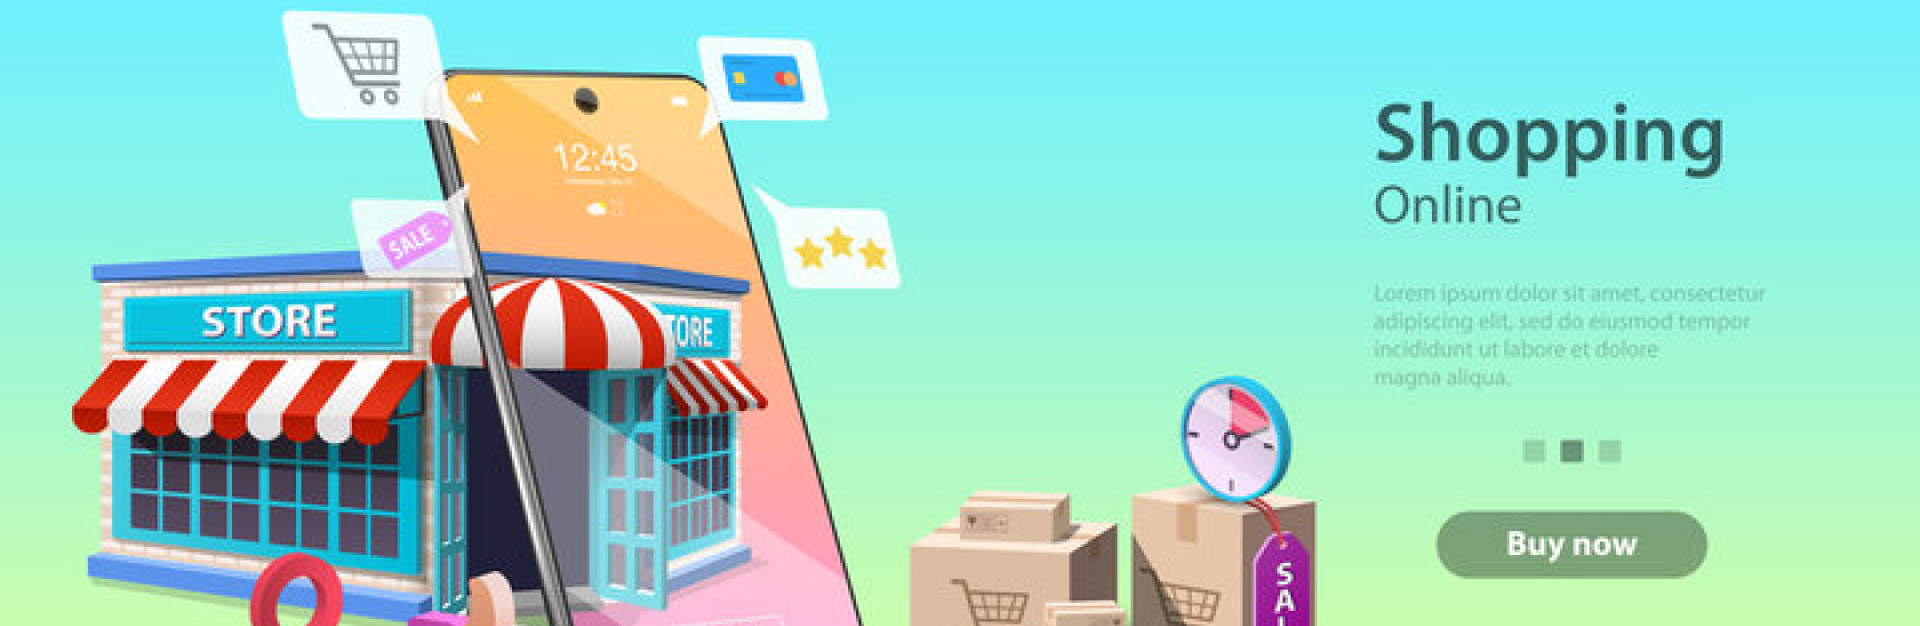 12:45
SALE
STORE
TORE
Shopping
Online
Lorem ipsum dolor sit amet, consectetur
adipiscing elit, sed do eiusmod tempor
incididunt ut labore et dolore
magna aliqua.
Buy now
SAL